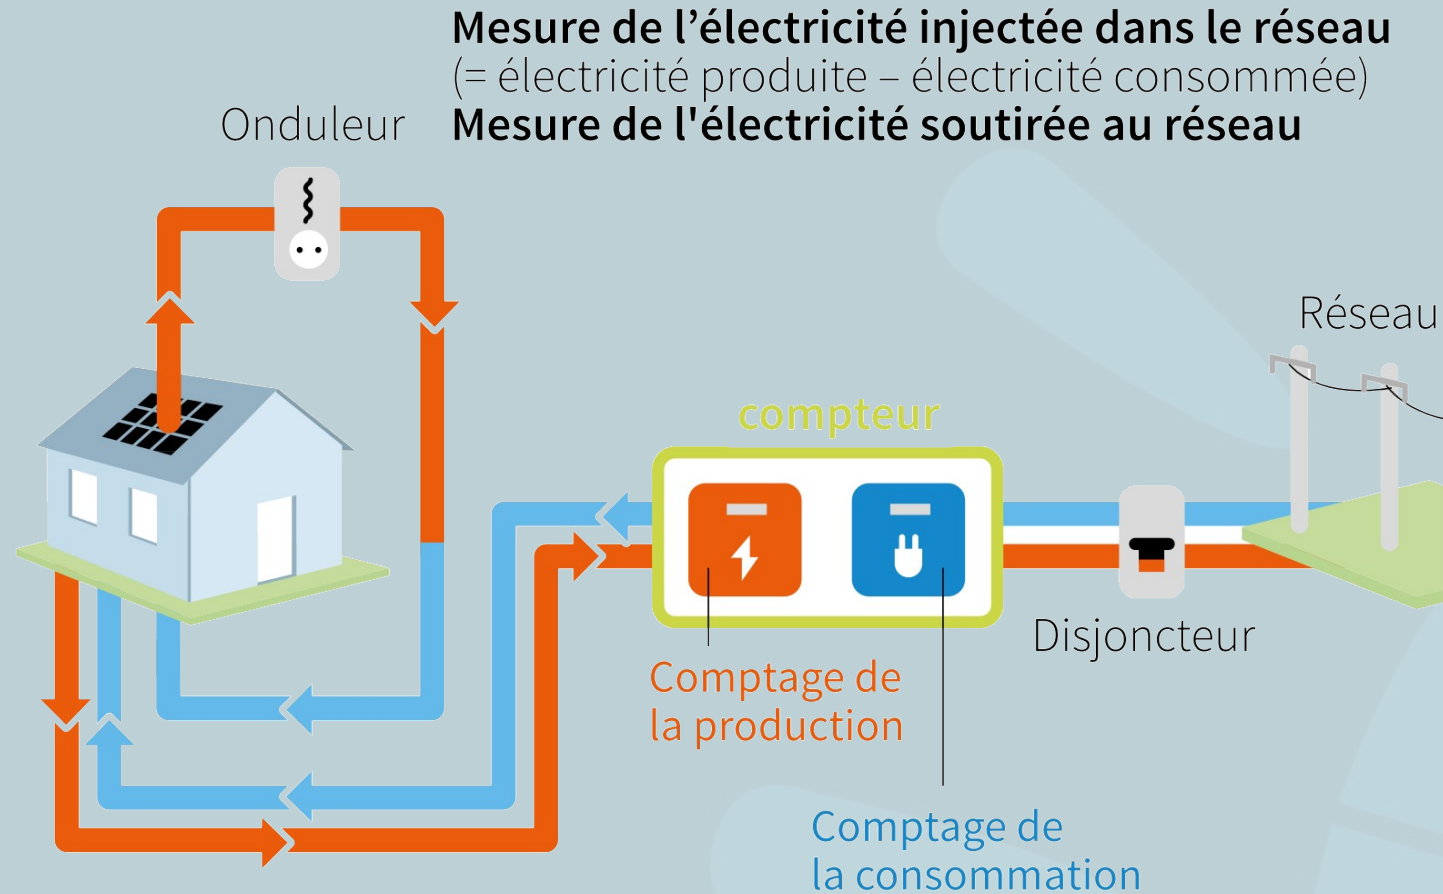 Mesure de l’électricité injectée dans le réseau
(= électricité produite – électricité consommée)
Mesure de l'électricité soutirée au réseau
Onduleur
Réseau
compteur
Disjoncteur
Comptage de
la production
Comptage de
la consommation